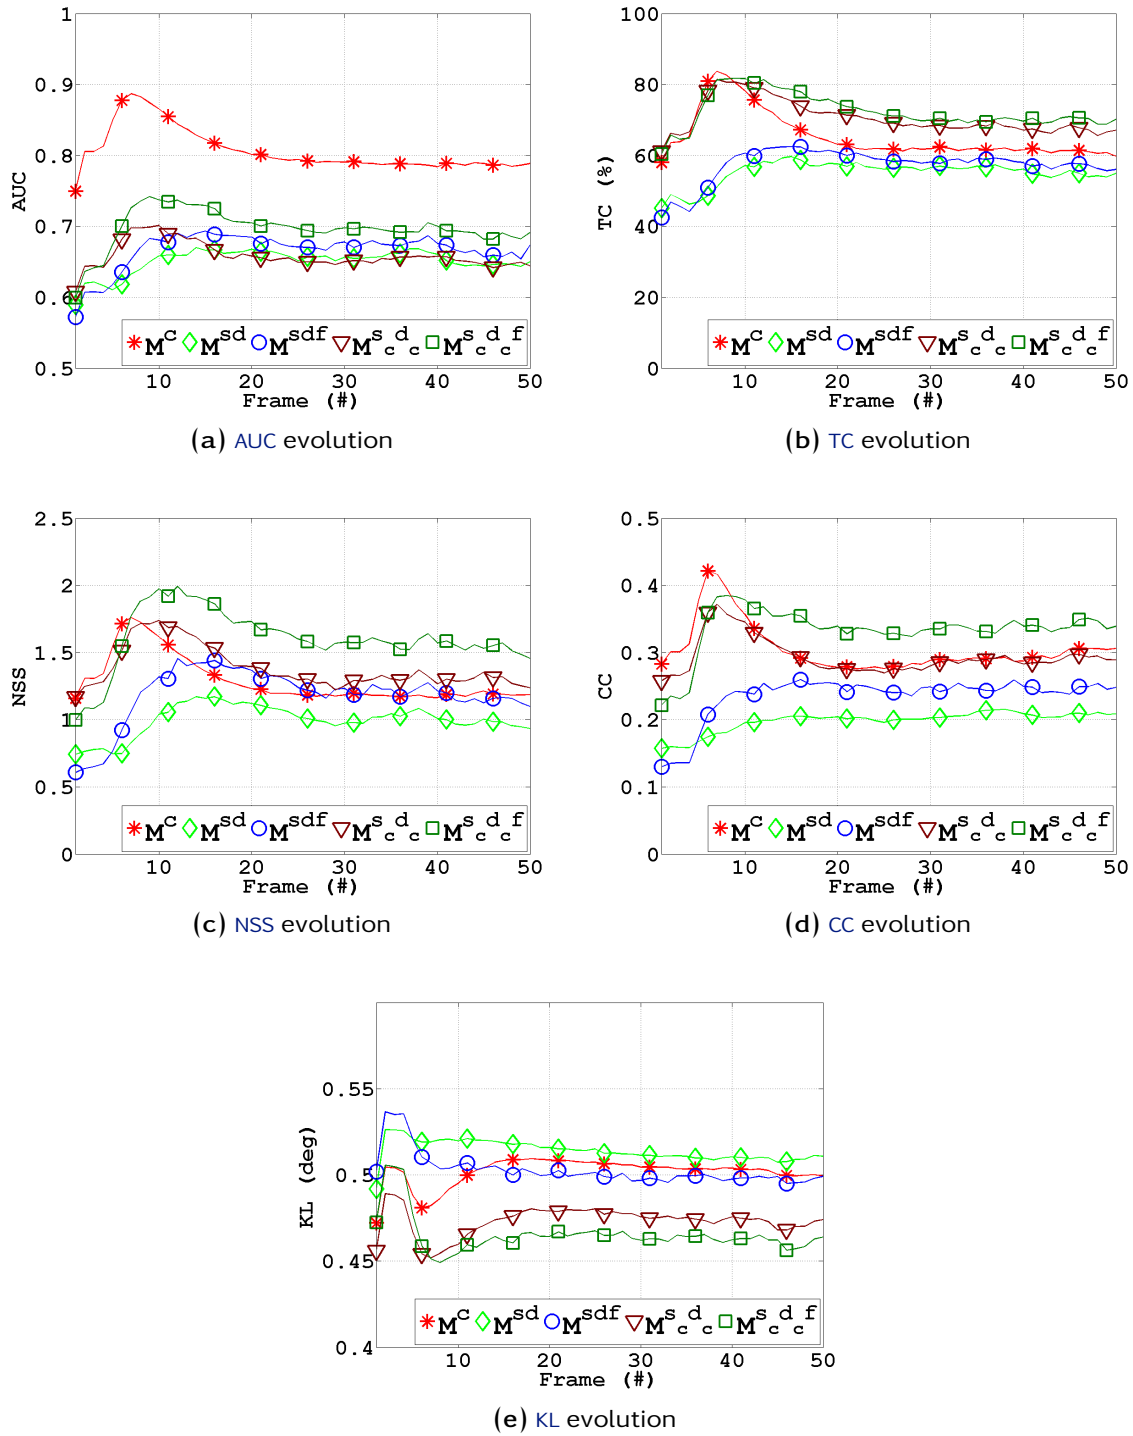 1
0.9
0.8
0.7
0.6
0.5
AUC
10 20 30 40 50
Frame (#)
M^c M^sd M^sdf M^s_c^d_c M^s_c^d_c^f
(a) AUC evolution
100
80
60
40
20
0
TC (%)
10 20 30 40 50
Frame (#)
M^c M^sd M^sdf M^s_c^d_c M^s_c^d_c^f
(b) TC evolution
2.5
2
1.5
1
0.5
0
NSS
10 20 30 40 50
Frame (#)
M^c M^sd M^sdf M^s_c^d_c M^s_c^d_c^f
(c) NSS evolution
0.5
0.4
0.3
0.2
0.1
0
CC
10 20 30 40 50
Frame (#)
M^c M^sd M^sdf M^s_c^d_c M^s_c^d_c^f
(d) CC evolution
0.55
0.5
0.45
0.4
KL (deg)
10 20 30 40 50
Frame (#)
M^c M^sd M^sdf M^s_c^d_c M^s_c^d_c^f
(e) KL evolution